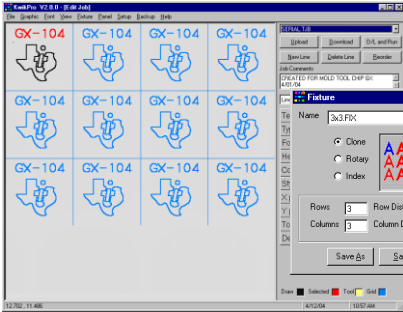 KwikPro V2.0.0 - [Edit Job]
File Graphic Font View Fixture Panel Setup Backup Help
GX-104 GX-104 GX-104 GX-104
GX-104 GX-104 GX-104 GX-104
GX-104 GX-104 GX-104 GX-104
SERIAL.TJB
Upload Download D/L and Run
New Line Delete Line Reorder
Job Comments
CREATED FOR MOLD TOOL CHIP GX
4/01/04
Fixture
Name 3x3.FIX
Clone
Rotary
Index
Rows 3 Row Dis
Columns 3 Column D
Save As Sa
Draw Selected Tool Grid
12.702 , 11.486 4/12/04 10:57 AM